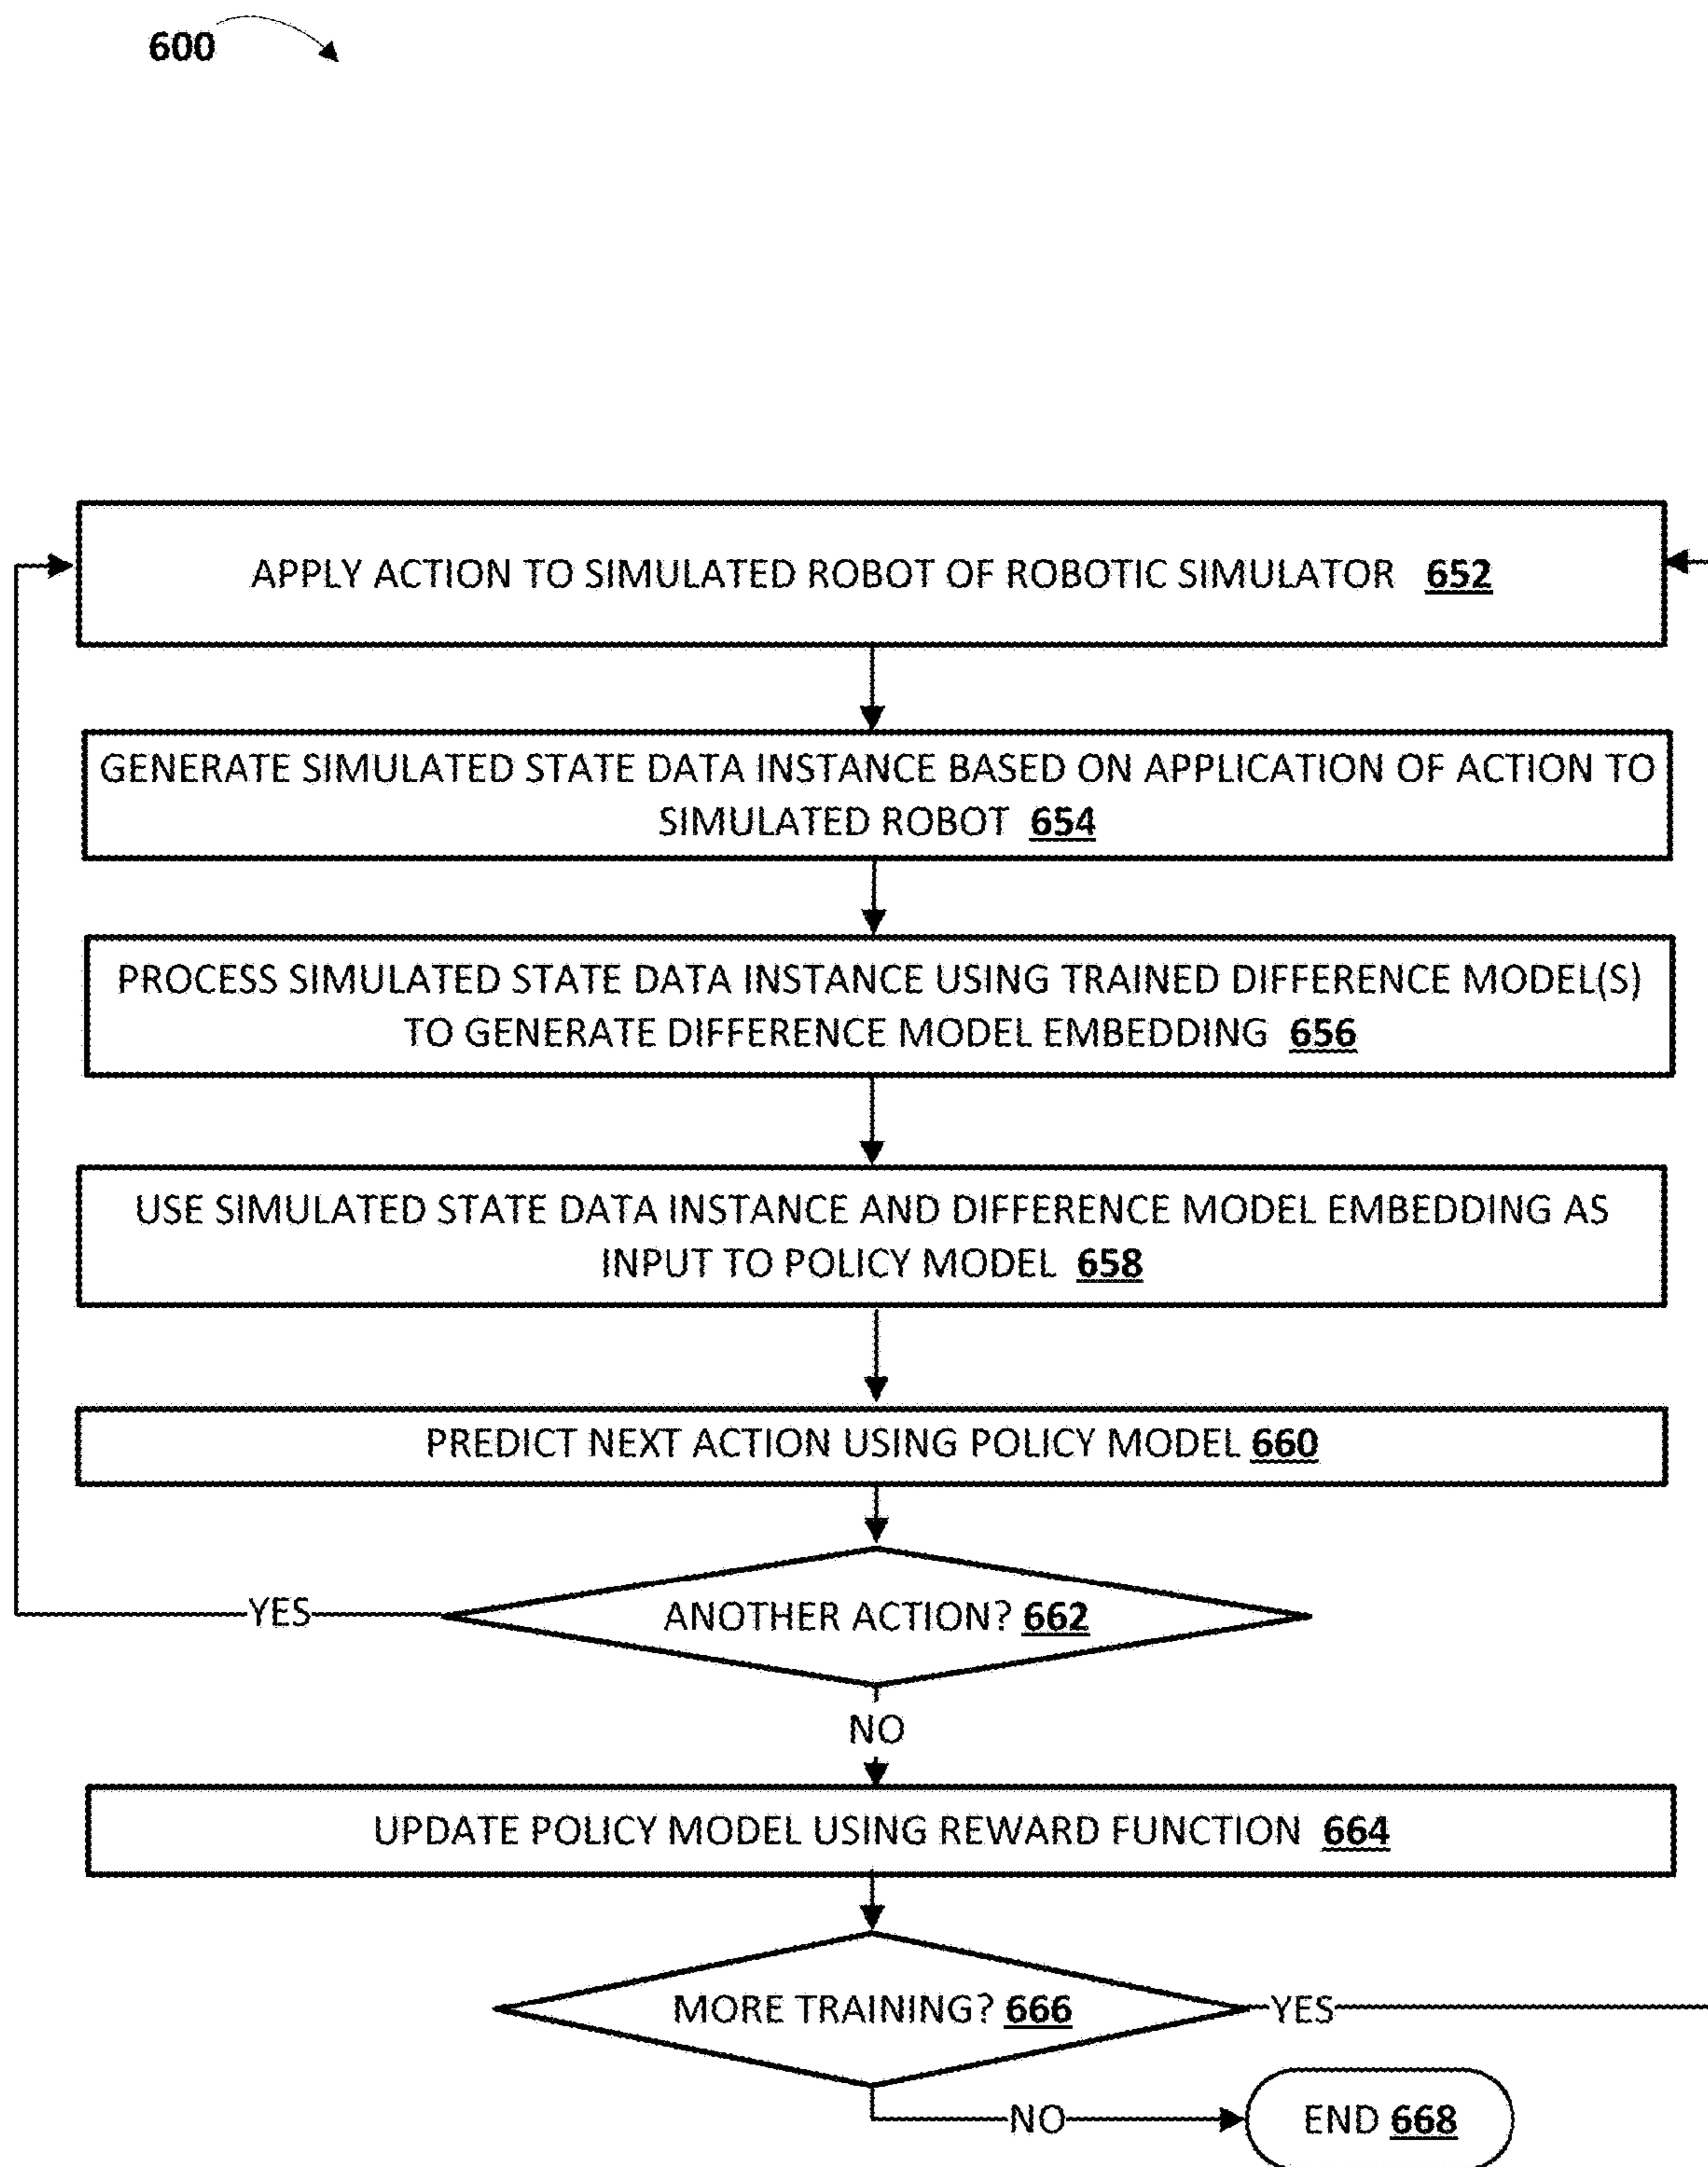 600
APPLY ACTION TO SIMULATED ROBOT OF ROBOTIC SIMULATOR 652
GENERATE SIMULATED STATE DATA INSTANCE BASED ON APPLICATION OF ACTION TO
SIMULATED ROBOT 654
PROCESS SIMULATED STATE DATA INSTANCE USING TRAINED DIFFERENCE MODEL(S)
TO GENERATE DIFFERENCE MODEL EMBEDDING 656
USE SIMULATED STATE DATA INSTANCE AND DIFFERENCE MODEL EMBEDDING AS
INPUT TO POLICY MODEL 658
PREDICT NEXT ACTION USING POLICY MODEL 660
YES
ANOTHER ACTION? 662
NO
UPDATE POLICY MODEL USING REWARD FUNCTION 664
MORE TRAINING? 666
YES
NO
END 668